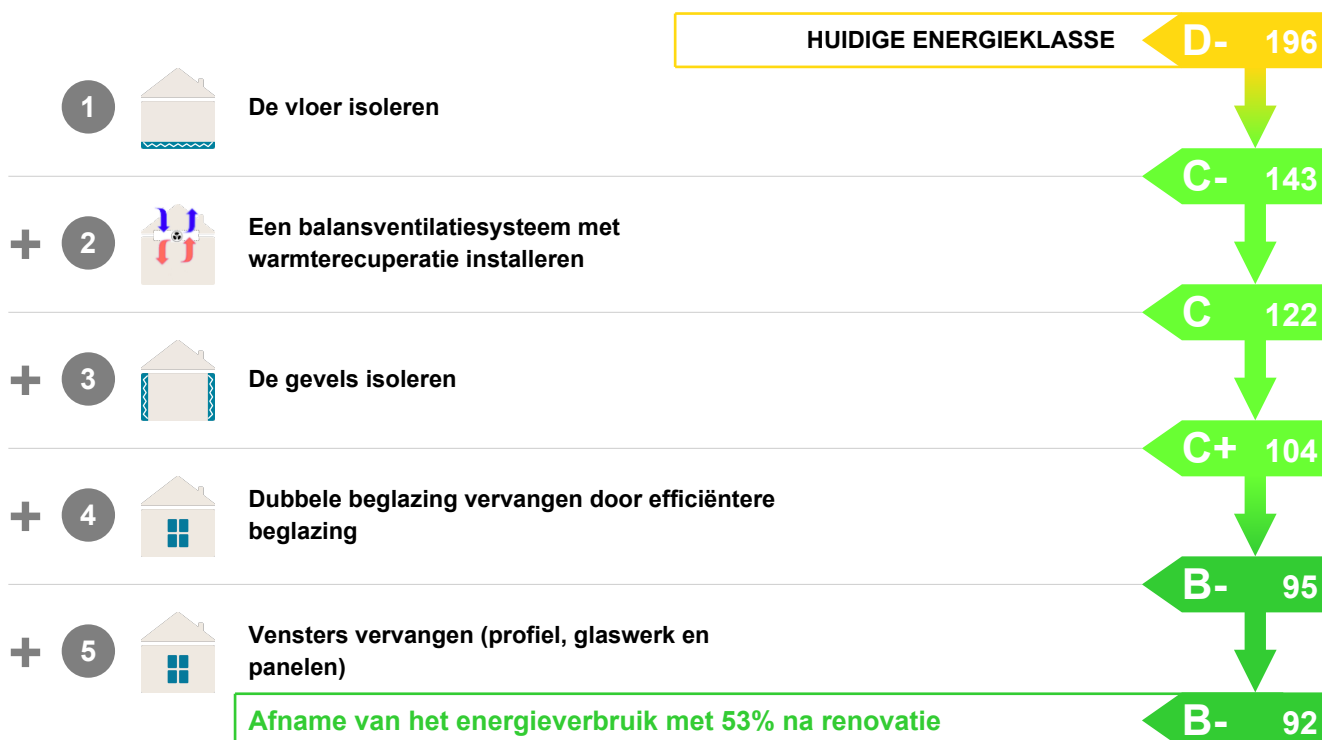 HUIDIGE ENERGIEKLASSE D- 196
1 De vloer isoleren
C- 143
+ 2 Een balansventilatiesysteem met
warmterecuperatie installeren
C 122
+ 3 De gevels isoleren
C+ 104
+ 4 Dubbele beglazing vervangen door efficiëntere
beglazing
B- 95
+ 5 Vensters vervangen (profiel, glaswerk en
panelen)
Afname van het energieverbruik met 53% na renovatie B- 92